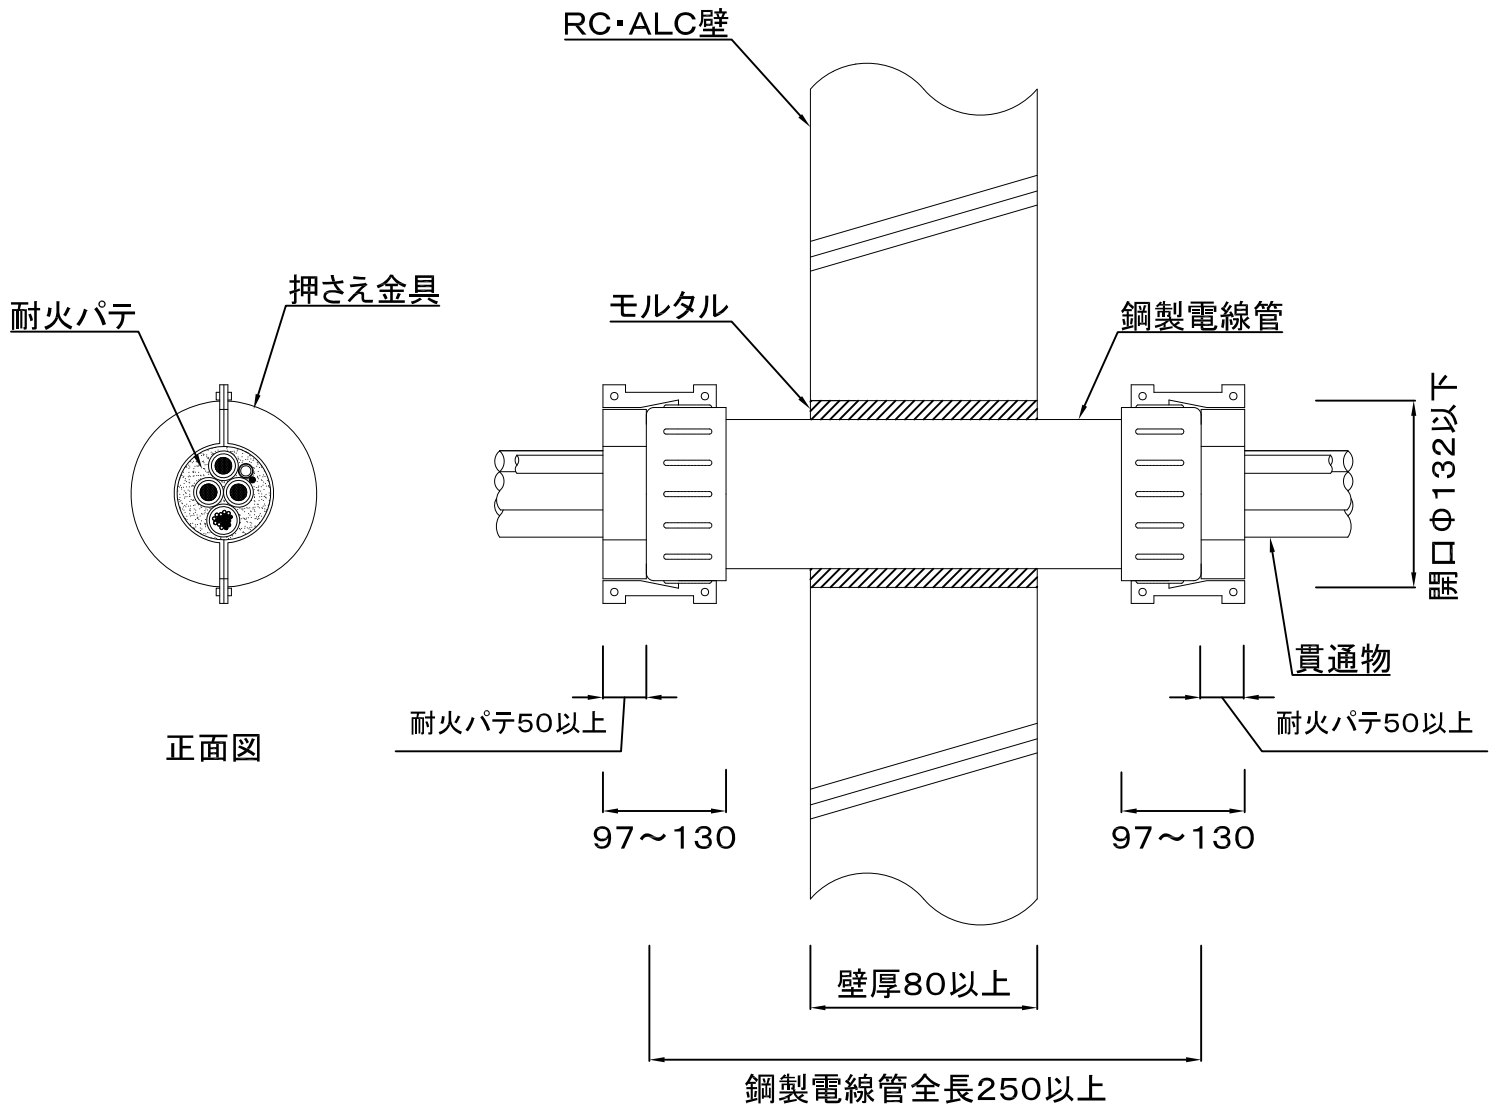 RC・ALC壁
押さえ金具
耐火パテ
モルタル
鋼製電線管
開口Φ132以下
貫通物
耐火パテ50以上
耐火パテ50以上
正面図
97～130
97～130
壁厚80以上
鋼製電線管全長250以上